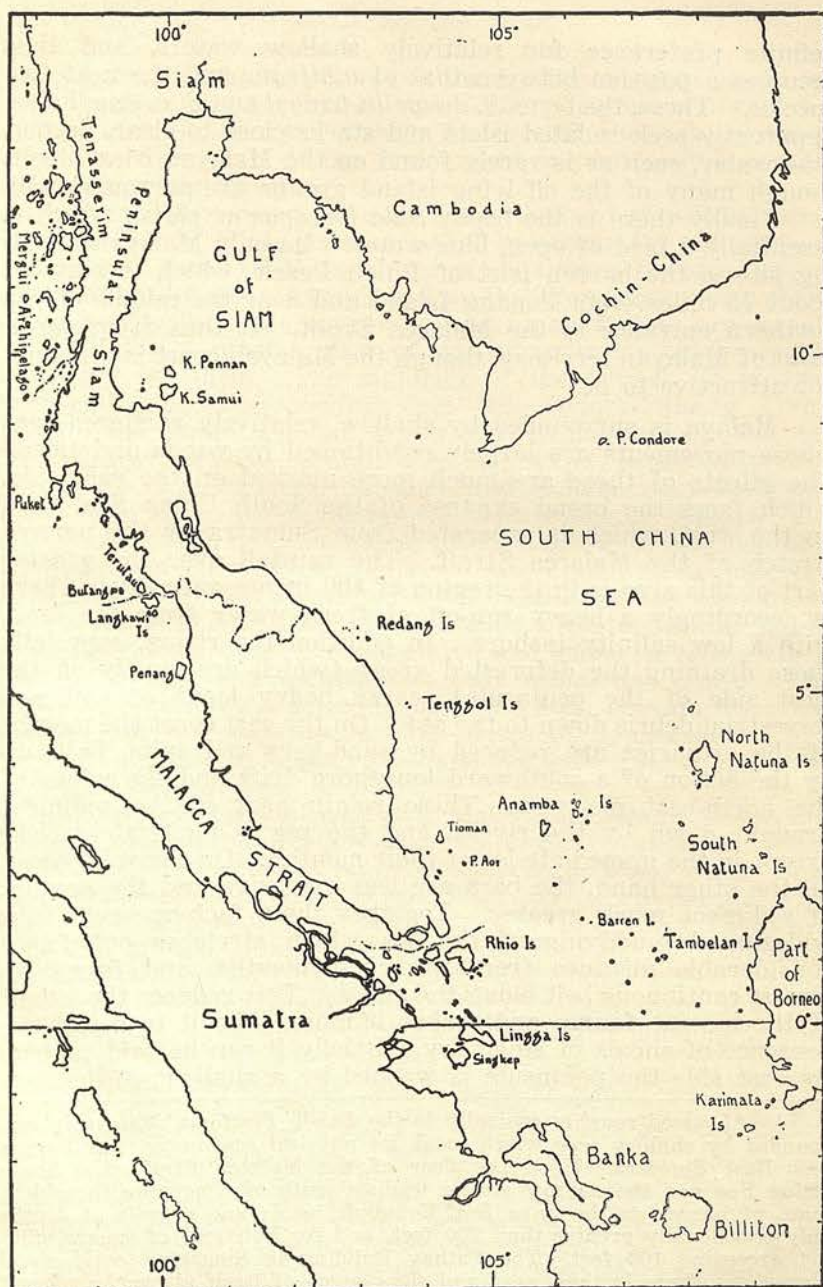 100°
105°
Siam
Tenasserim
Peninsular
Siam
Mergui Archipelago
GULF
of
SIAM
Cambodia
Cochin-China
10°
K. Pennan
K. Samui
P. Condore
Puket
SOUTH CHINA
SEA
Terutau
Langkawi
Is
Redang Is
Penang
5°
Tenggol Is
North
Natuna Is
MALACCA
STRAIT
Anamba Is
Tioman
P. Aor
South
Natuna Is
Barren I.
Tambelan I.
Rhio Is
Part
of
Borneo
Sumatra
0°
Lingga Is
Singkep
Karimata
Is
Banka
Billiton
100°
105°